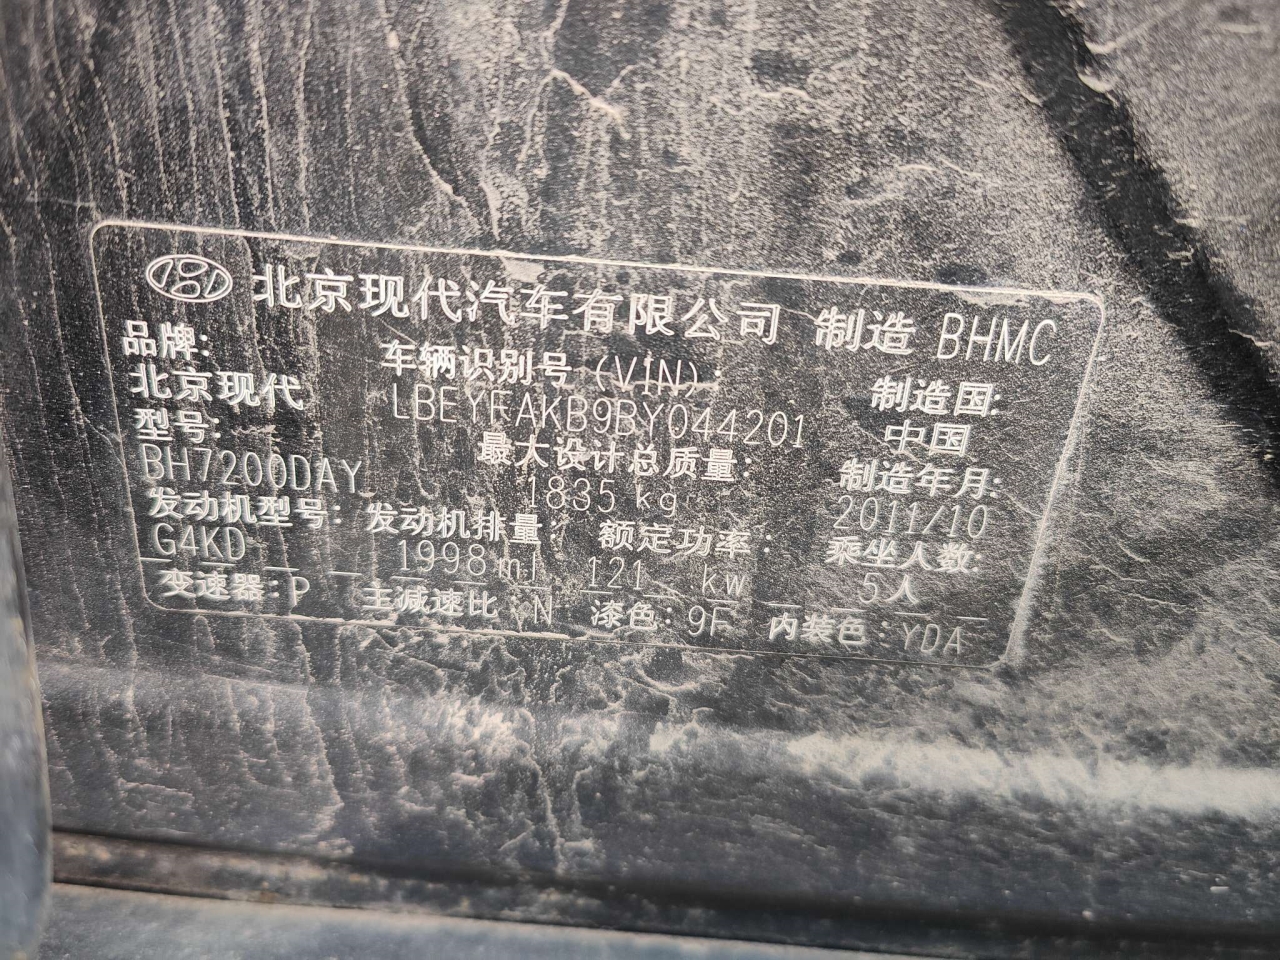 北京现代汽车有限公司 制造 BHMC
品牌: 车辆识别号 (VIN): 制造国:
北京现代 LBEYFAKB9BY044201 中国
型号: 最大设计总质量: 制造年月:
BH7200DAY 1835 kg 2011/10
发动机型号: 发动机排量: 额定功率: 乘坐人数:
G4KD 1998 ml 121 kw 5人
变速器: P 主减速比: N 漆色: 9F 内装色: YDA